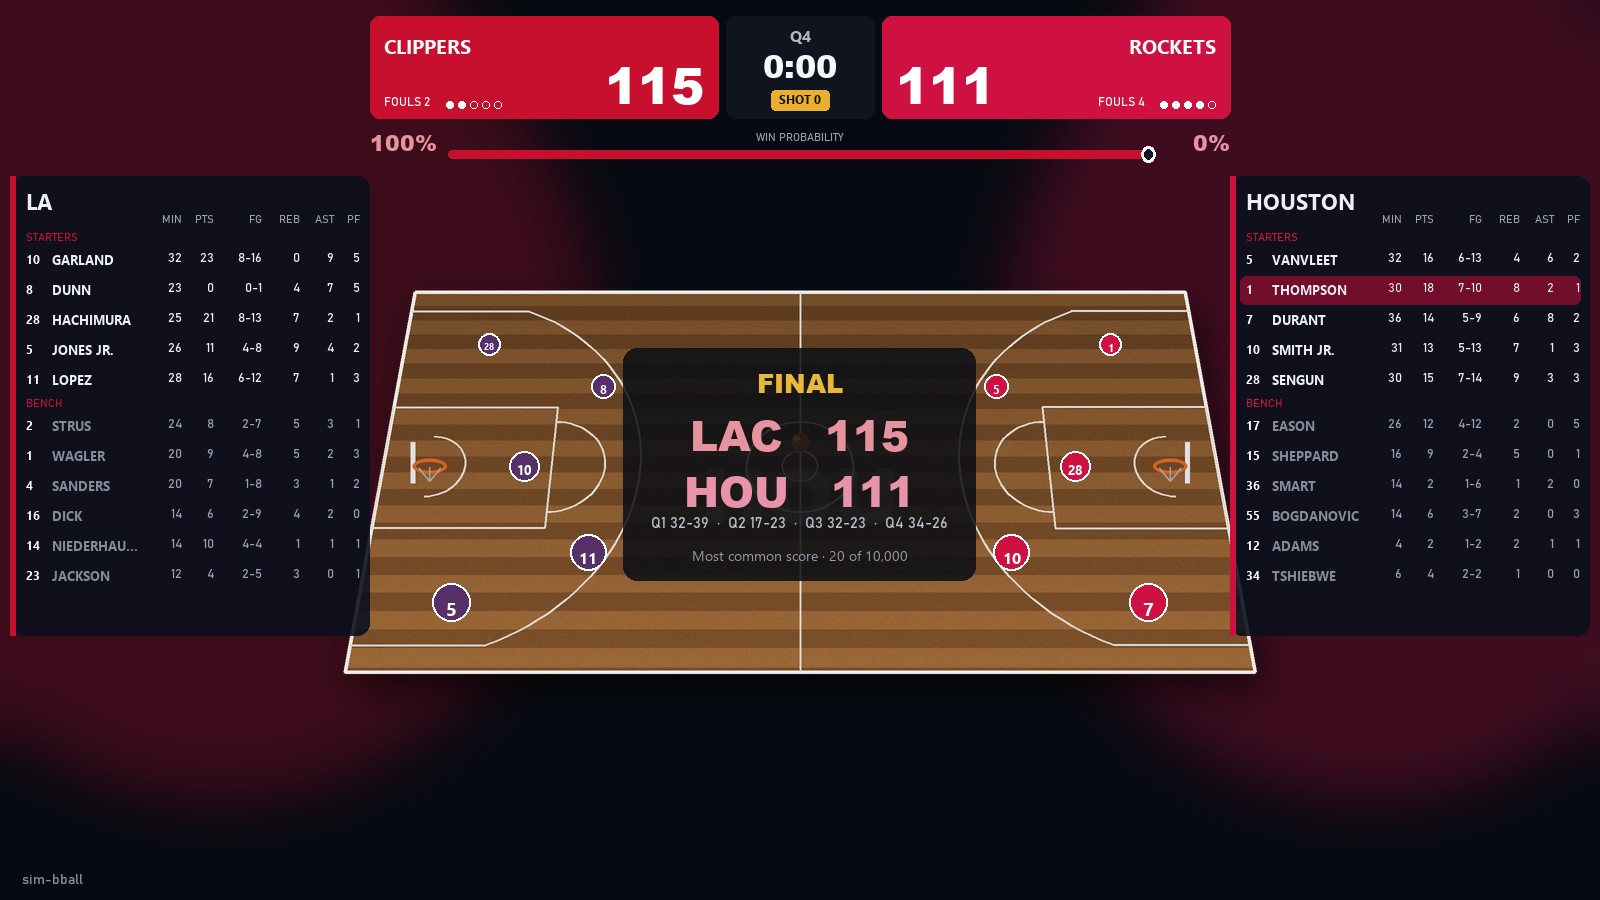 CLIPPERS
115
FOULS 2
Q4
0:00
SHOT 0
ROCKETS
111
FOULS 4
100%
WIN PROBABILITY
0%
LA
MIN PTS FG REB AST PF
STARTERS
10 GARLAND 32 23 8-16 0 9 5
8 DUNN 23 0 0-1 4 7 5
28 HACHIMURA 25 21 8-13 7 2 1
5 JONES JR. 26 11 4-8 9 4 2
11 LOPEZ 28 16 6-12 7 1 3
BENCH
2 STRUS 24 8 2-7 5 3 1
1 WAGLER 20 9 4-8 5 2 3
4 SANDERS 20 7 1-8 3 1 2
16 DICK 14 6 2-9 4 2 0
14 NIEDERHAU... 14 10 4-4 1 1 1
23 JACKSON 12 4 2-5 3 0 1
28
8
10
11
5
FINAL
LAC 115
HOU 111
Q1 32-39 · Q2 17-23 · Q3 32-23 · Q4 34-26
Most common score · 20 of 10,000
1
5
28
10
7
HOUSTON
MIN PTS FG REB AST PF
STARTERS
5 VANVLEET 32 16 6-13 4 6 2
1 THOMPSON 30 18 7-10 8 2 1
7 DURANT 36 14 5-9 6 8 2
10 SMITH JR. 31 13 5-13 7 1 3
28 SENGUN 30 15 7-14 9 3 3
BENCH
17 EASON 26 12 4-12 2 0 5
15 SHEPPARD 16 9 2-4 5 0 1
36 SMART 14 2 1-6 1 2 0
55 BOGDANOVIC 14 6 3-7 2 0 3
12 ADAMS 4 2 1-2 2 1 1
34 TSHIEBWE 6 4 2-2 1 0 0
sim-bball